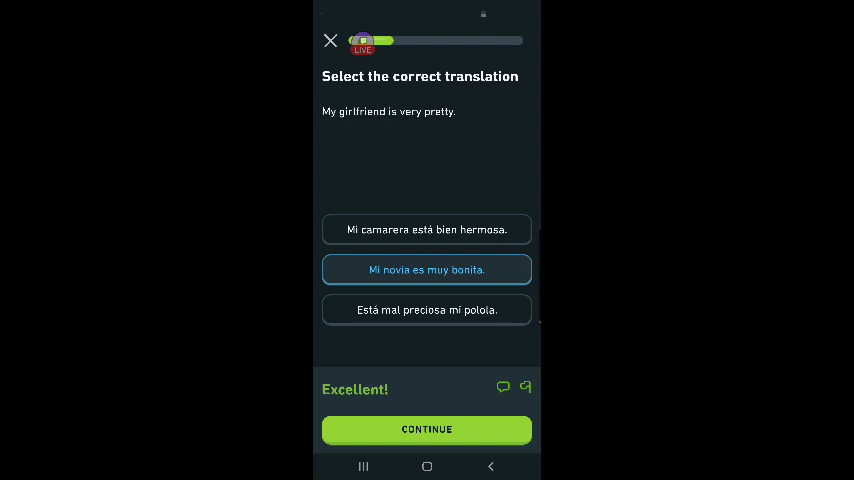 LIVE
Select the correct translation
My girlfriend is very pretty.
Mi camarera está bien hermosa.
Mi novia es muy bonita.
Está mal preciosa mi polola.
Excellent!
CONTINUE